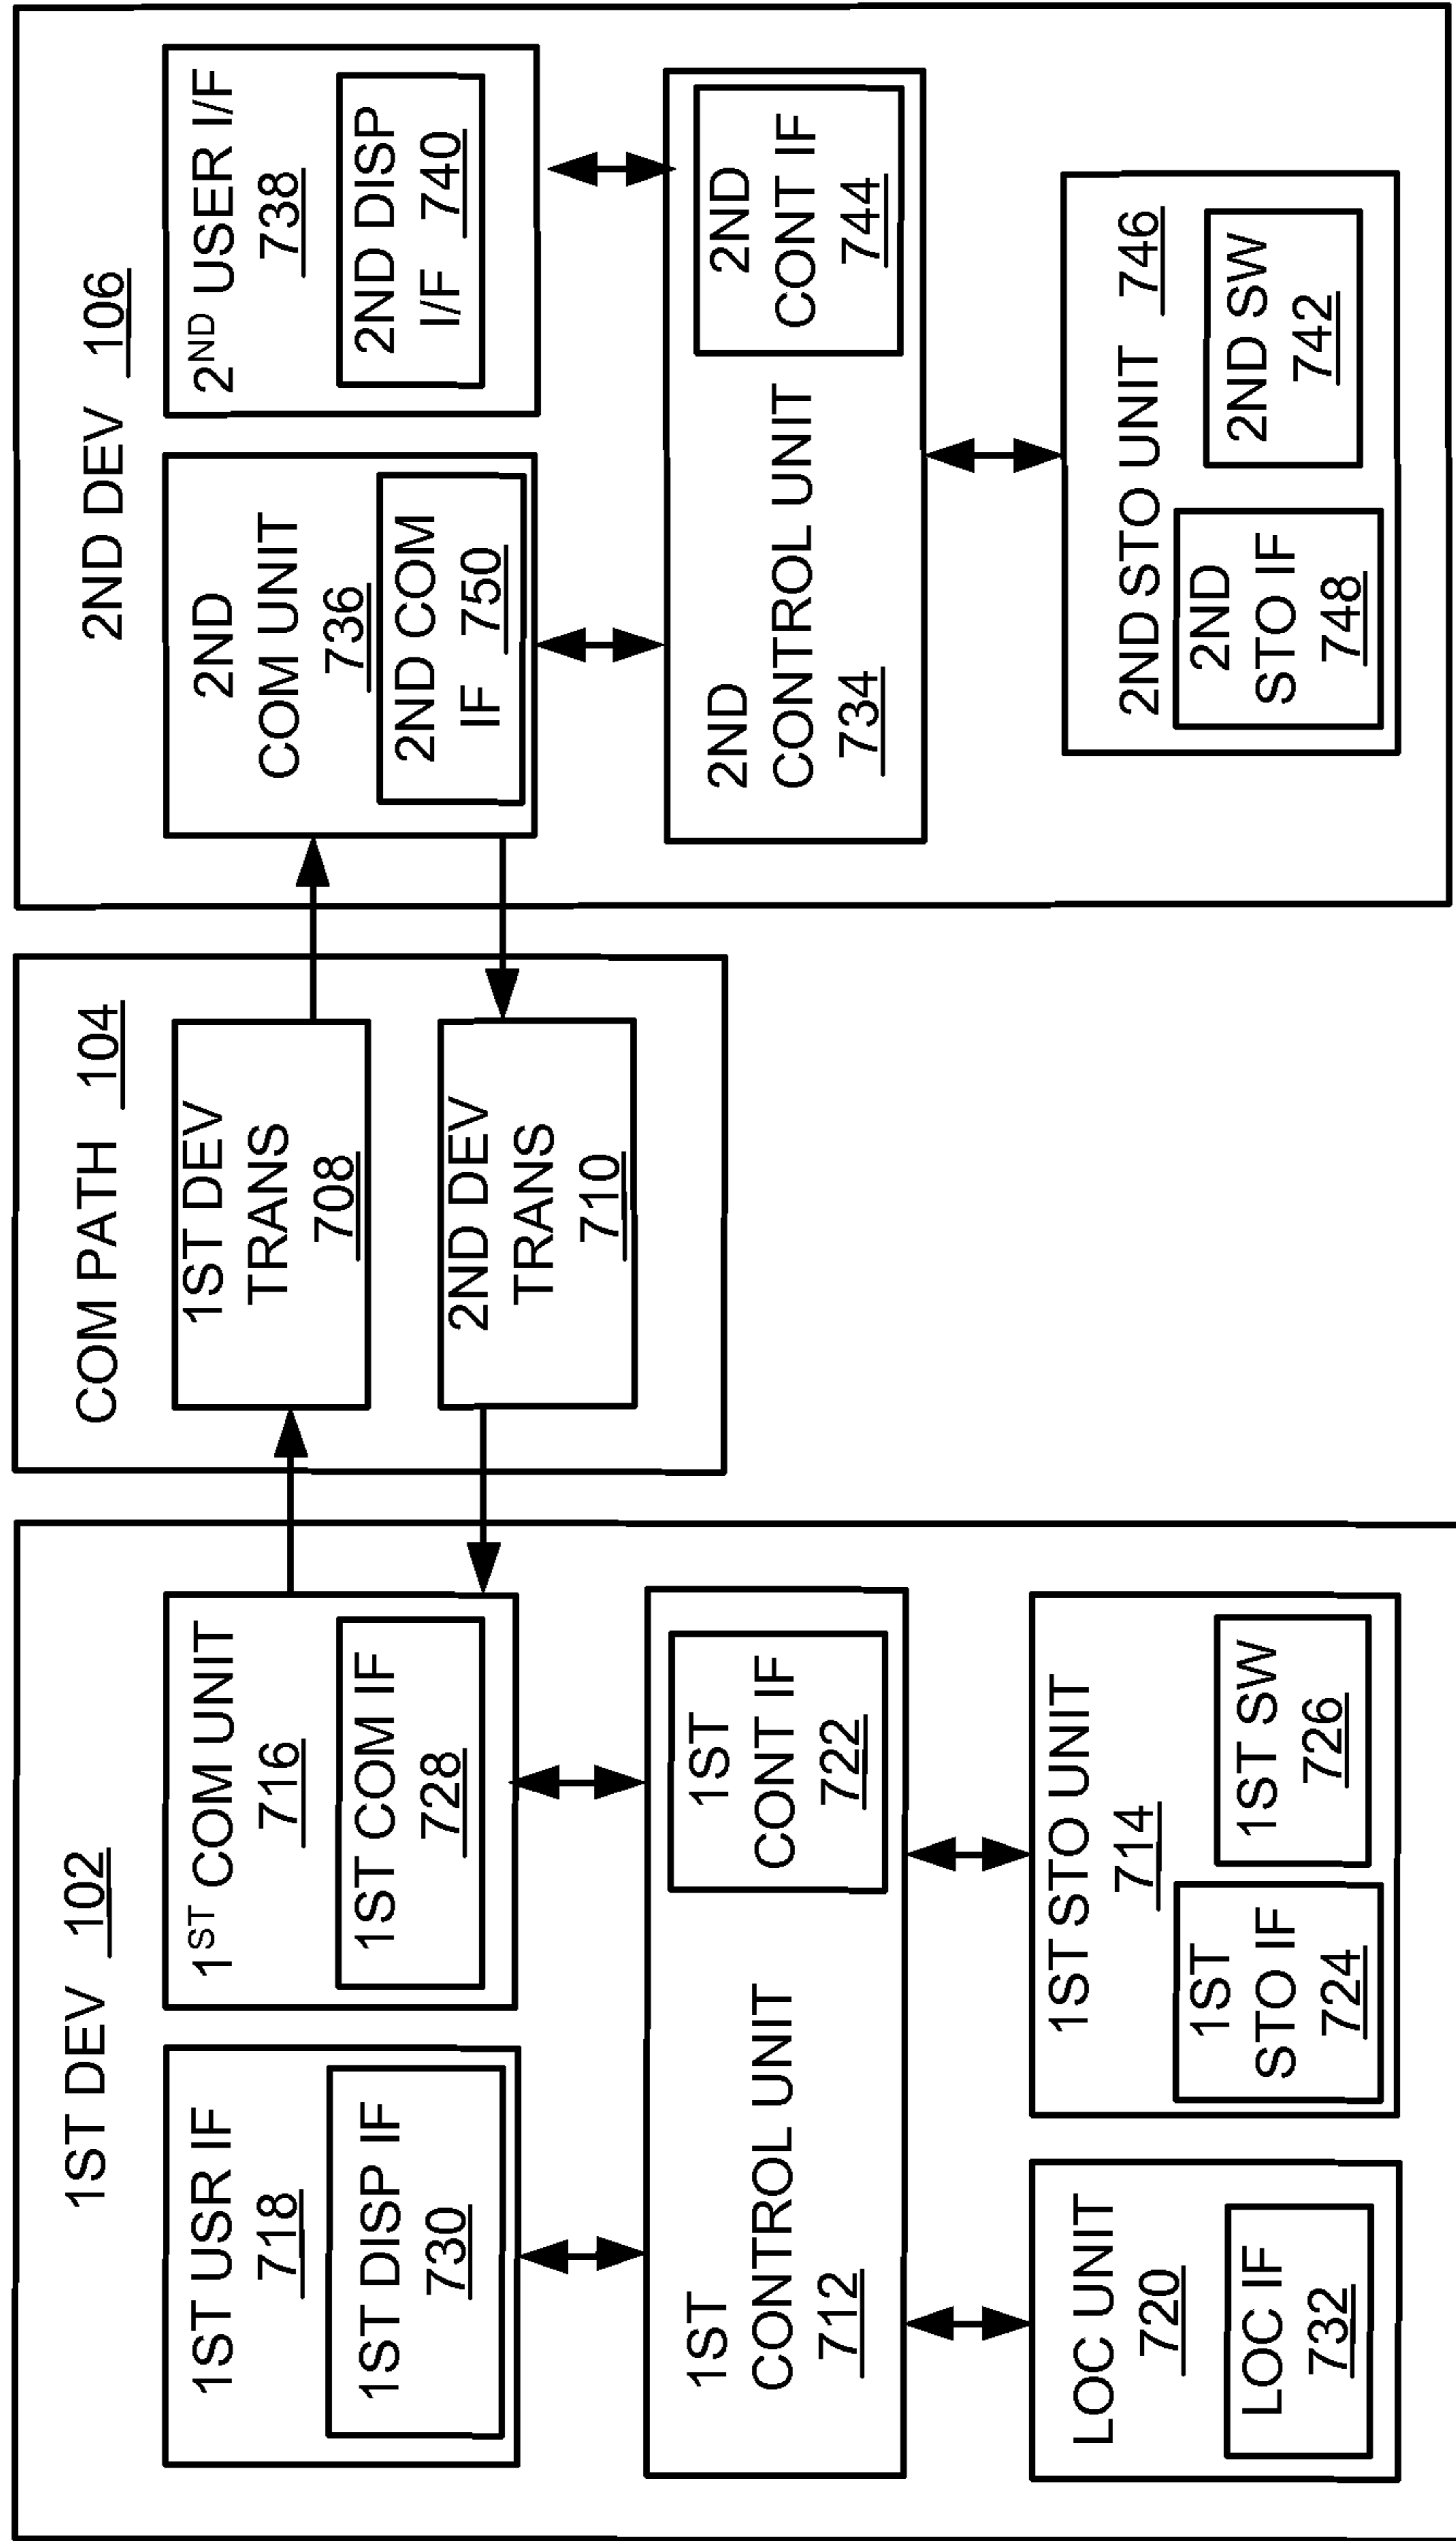 1ST DEV 102
1ST USR IF
718
1ST DISP IF
730
1ST COM UNIT
716
1ST COM IF
728
1ST
CONTROL UNIT
712
1ST
CONT IF
722
LOC UNIT
720
LOC IF
732
1ST STO UNIT
714
1ST
STO IF
724
1ST SW
726
COM PATH 104
1ST DEV
TRANS
708
2ND DEV
TRANS
710
2ND DEV 106
2ND
COM UNIT
736
2ND COM
IF 750
2ND USER I/F
738
2ND DISP
I/F 740
2ND
CONTROL UNIT
734
2ND
CONT IF
744
2ND STO UNIT 746
2ND
STO IF
748
2ND SW
742